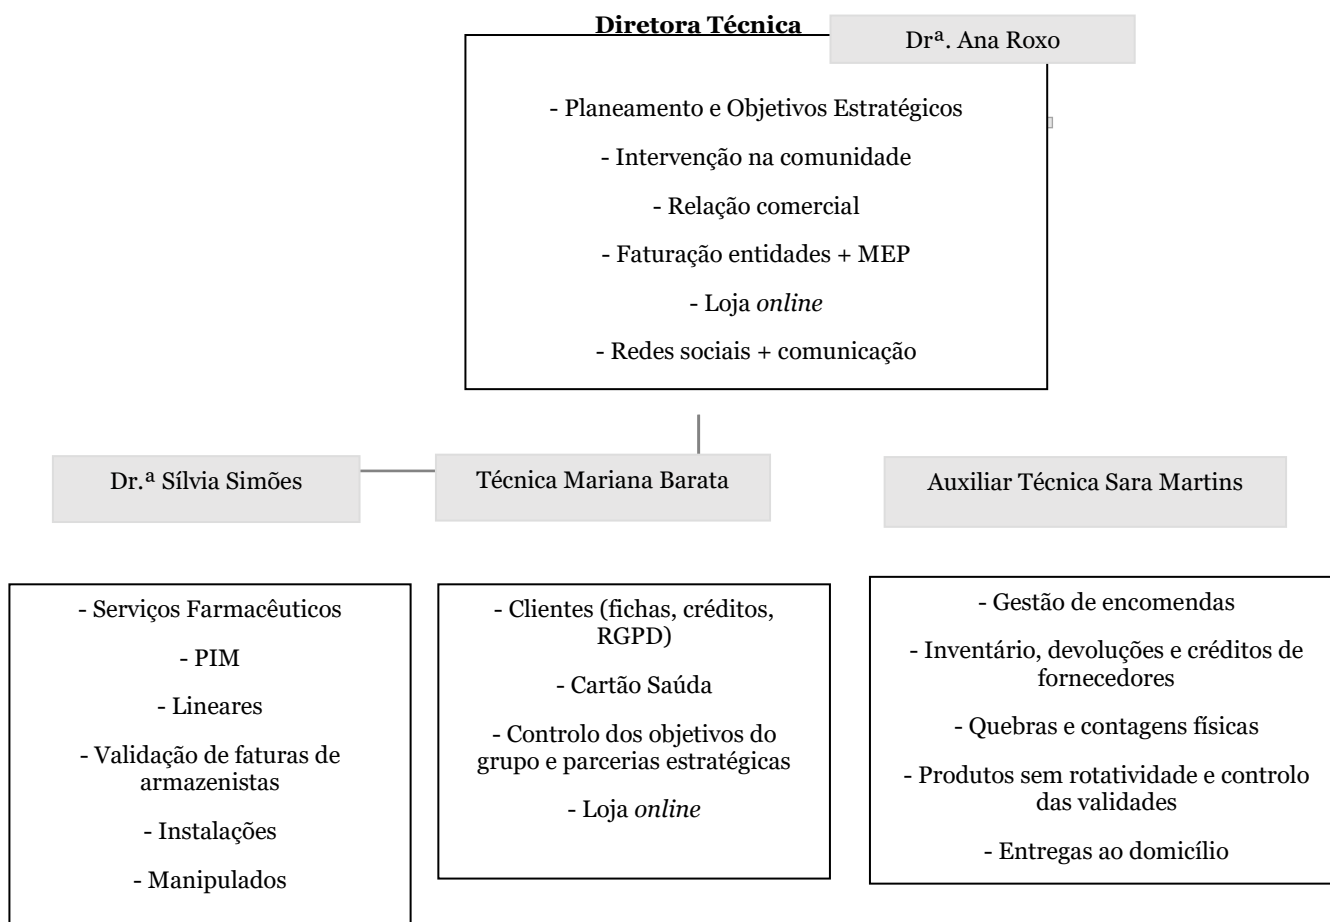 Diretora Técnica
Drª. Ana Roxo
- Planeamento e Objetivos Estratégicos
- Intervenção na comunidade
- Relação comercial
- Faturação entidades + MEP
- Loja online
- Redes sociais + comunicação
Dr.ª Sílvia Simões
Técnica Mariana Barata
Auxiliar Técnica Sara Martins
- Serviços Farmacêuticos
- PIM
- Lineares
- Validação de faturas de
armazenistas
- Instalações
- Manipulados
- Clientes (fichas, créditos,
RGPD)
- Cartão Saúda
- Controlo dos objetivos do
grupo e parcerias estratégicas
- Loja online
- Gestão de encomendas
- Inventário, devoluções e créditos de
fornecedores
- Quebras e contagens físicas
- Produtos sem rotatividade e controlo
das validades
- Entregas ao domicílio